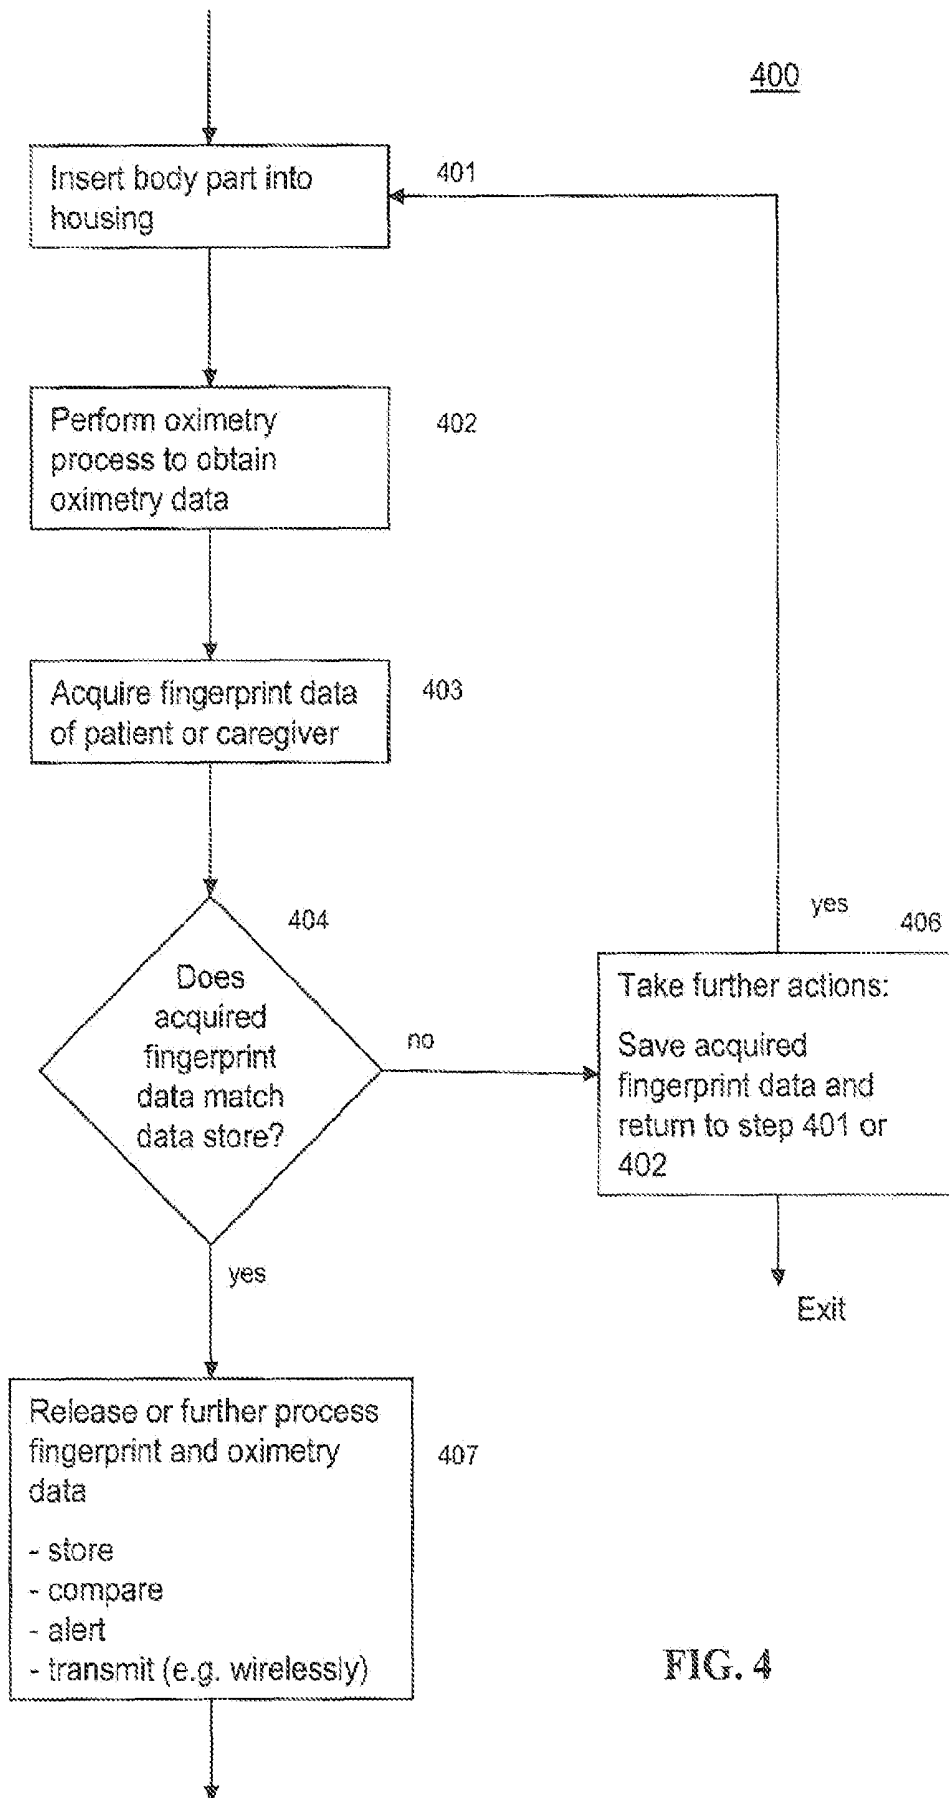 400
Insert body part into
housing
401
Perform oximetry
process to obtain
oximetry data
402
Acquire fingerprint data
of patient or caregiver
403
404
Does
acquired
fingerprint
data match
data store?
no
yes
yes
406
Take further actions:
Save acquired
fingerprint data and
return to step 401 or
402
Exit
Release or further process
fingerprint and oximetry
data
- store
- compare
- alert
- transmit (e.g. wirelessly)
407
FIG. 4